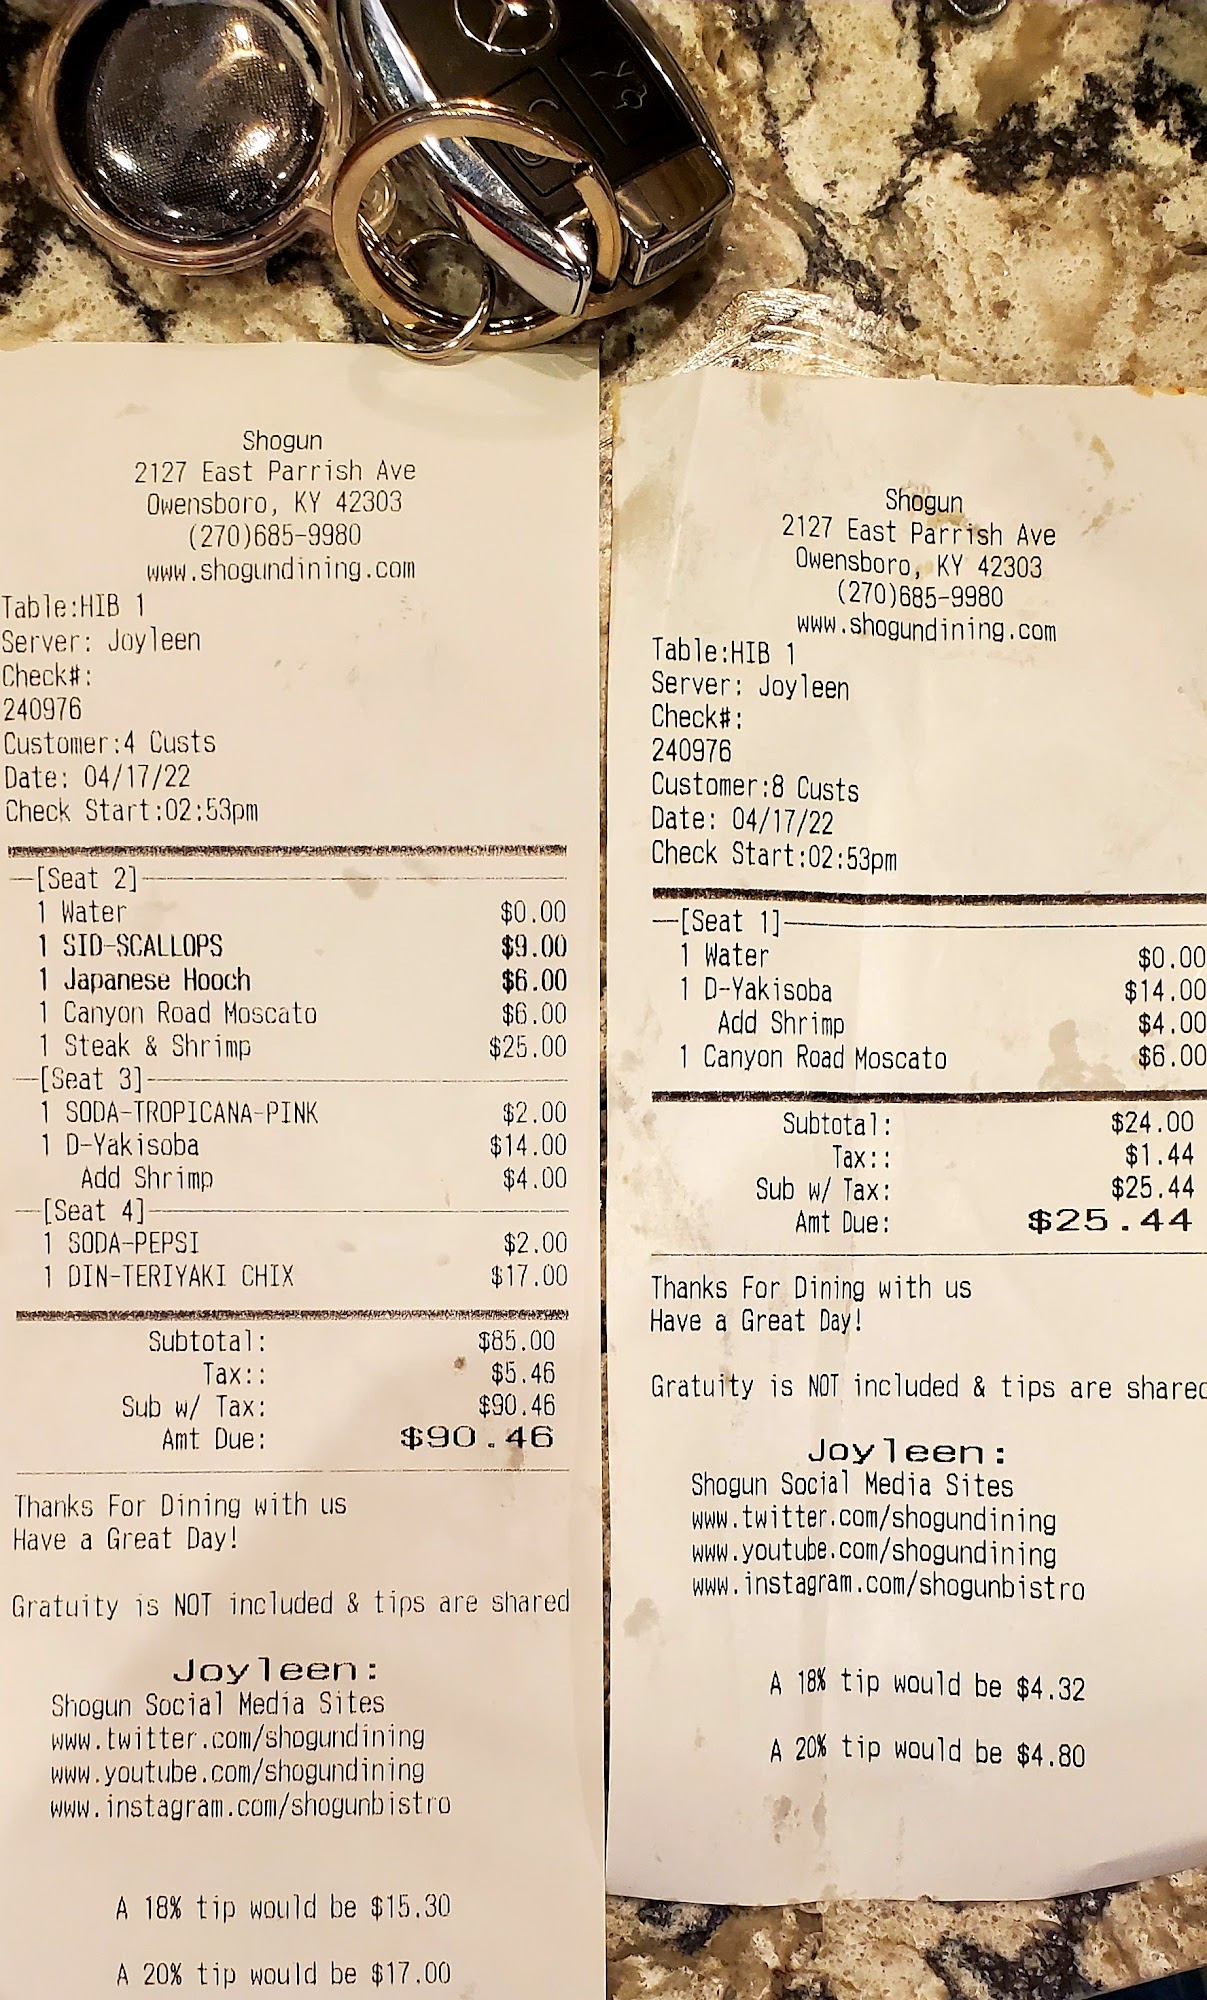 Shogun
2127 East Parrish Ave
Owensboro, KY 42303
(270)685-9980
www.shogundining.com
Table:HIB 1
Server: Joyleen
Check#:
240976
Customer:4 Custs
Date: 04/17/22
Check Start:02:53pm
[Seat 2]
1 Water $0.00
1 SID-SCALLOPS $9.00
1 Japanese Hooch $6.00
1 Canyon Road Moscato $6.00
1 Steak & Shrimp $25.00
[Seat 3]
1 SODA-TROPICANA-PINK $2.00
1 D-Yakisoba $14.00
Add Shrimp $4.00
[Seat 4]
1 SODA-PEPSI $2.00
1 DIN-TERIYAKI CHIX $17.00
Subtotal: $85.00
Tax:: $5.46
Sub w/ Tax: $90.46
Amt Due: $90.46
Thanks For Dining with us
Have a Great Day!
Gratuity is NOT included & tips are shared
Joyleen:
Shogun Social Media Sites
www.twitter.com/shogundining
www.youtube.com/shogundining
www.instagram.com/shogunbistro
A 18% tip would be $15.30
A 20% tip would be $17.00
Shogun
2127 East Parrish Ave
Owensboro, KY 42303
(270)685-9980
www.shogundining.com
Table:HIB 1
Server: Joyleen
Check#:
240976
Customer:8 Custs
Date: 04/17/22
Check Start:02:53pm
[Seat 1]
1 Water $0.00
1 D-Yakisoba $14.00
Add Shrimp $4.00
1 Canyon Road Moscato $6.00
Subtotal: $24.00
Tax:: $1.44
Sub w/ Tax: $25.44
Amt Due: $25.44
Thanks For Dining with us
Have a Great Day!
Gratuity is NOT included & tips are shared
Joyleen:
Shogun Social Media Sites
www.twitter.com/shogundining
www.youtube.com/shogundining
www.instagram.com/shogunbistro
A 18% tip would be $4.32
A 20% tip would be $4.80